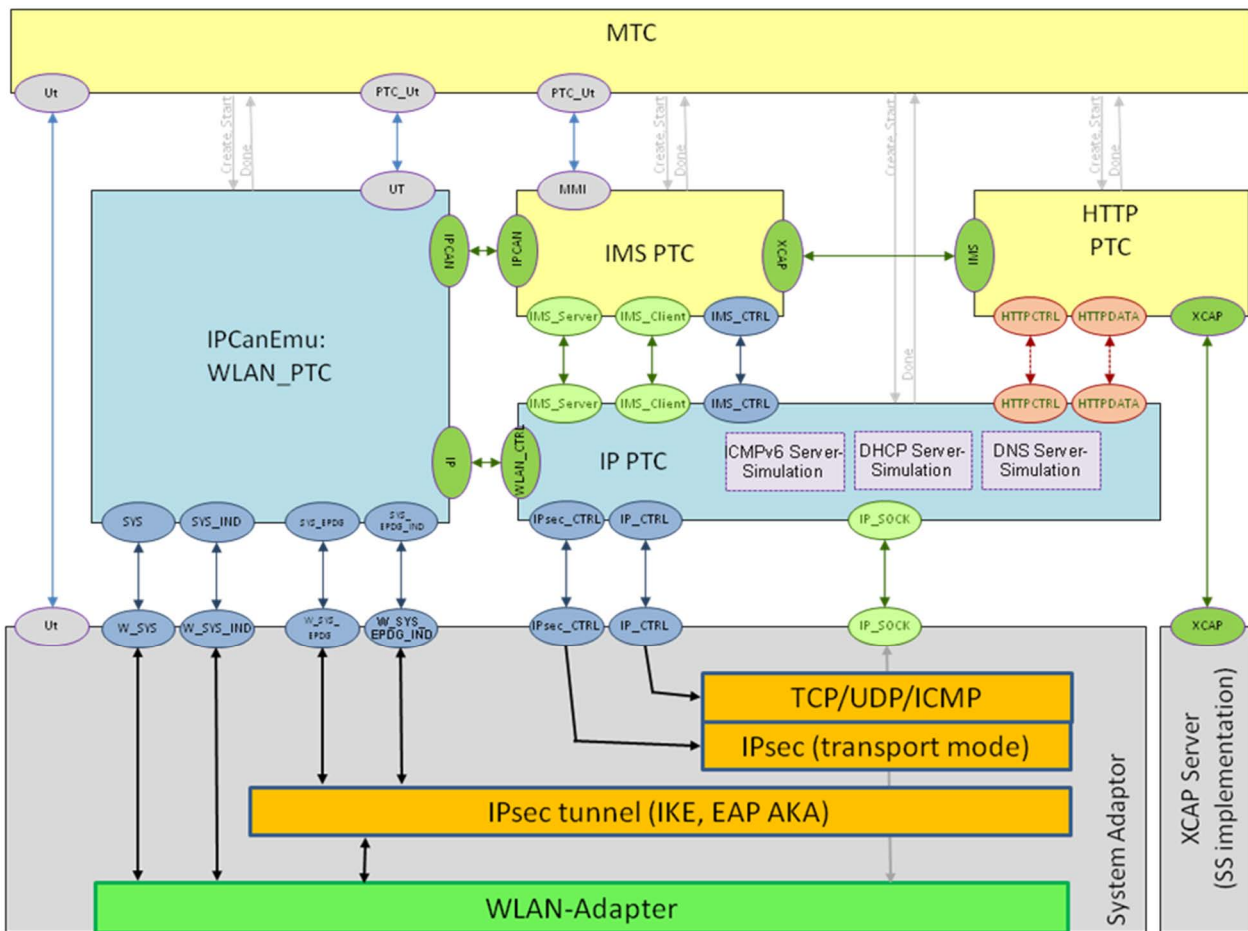 MTC
Ut
PTC_Ut
PTC_Ut
Create, Start
Done
Create, Start
Done
Create, Start
Done
Create, Start
Done
UT
MMI
IPCAN
IPCAN
IMS PTC
XCAP
SMI
HTTP
PTC
IPCanEmu:
WLAN_PTC
IMS_Server
IMS_Client
IMS_CTRL
HTTPCTRL
HTTPDATA
XCAP
IMS_Server
IMS_Client
IMS_CTRL
HTTPCTRL
HTTPDATA
IP
WLAN_CTRL
IP PTC
ICMPv6 Server-
Simulation
DHCP Server-
Simulation
DNS Server-
Simulation
SYS
SYS_IND
SYS_EPDG
SYS_
EPDG_IND
IPsec_CTRL
IP_CTRL
IP_SOCK
Ut
W_SYS
W_SYS_IND
W_SYS_
EPDG
W_SYS_
EPDG_IND
IPsec_CTRL
IP_CTRL
IP_SOCK
XCAP
TCP/UDP/ICMP
IPsec (transport mode)
IPsec tunnel (IKE, EAP AKA)
WLAN-Adapter
System Adaptor
XCAP Server
(SS implementation)